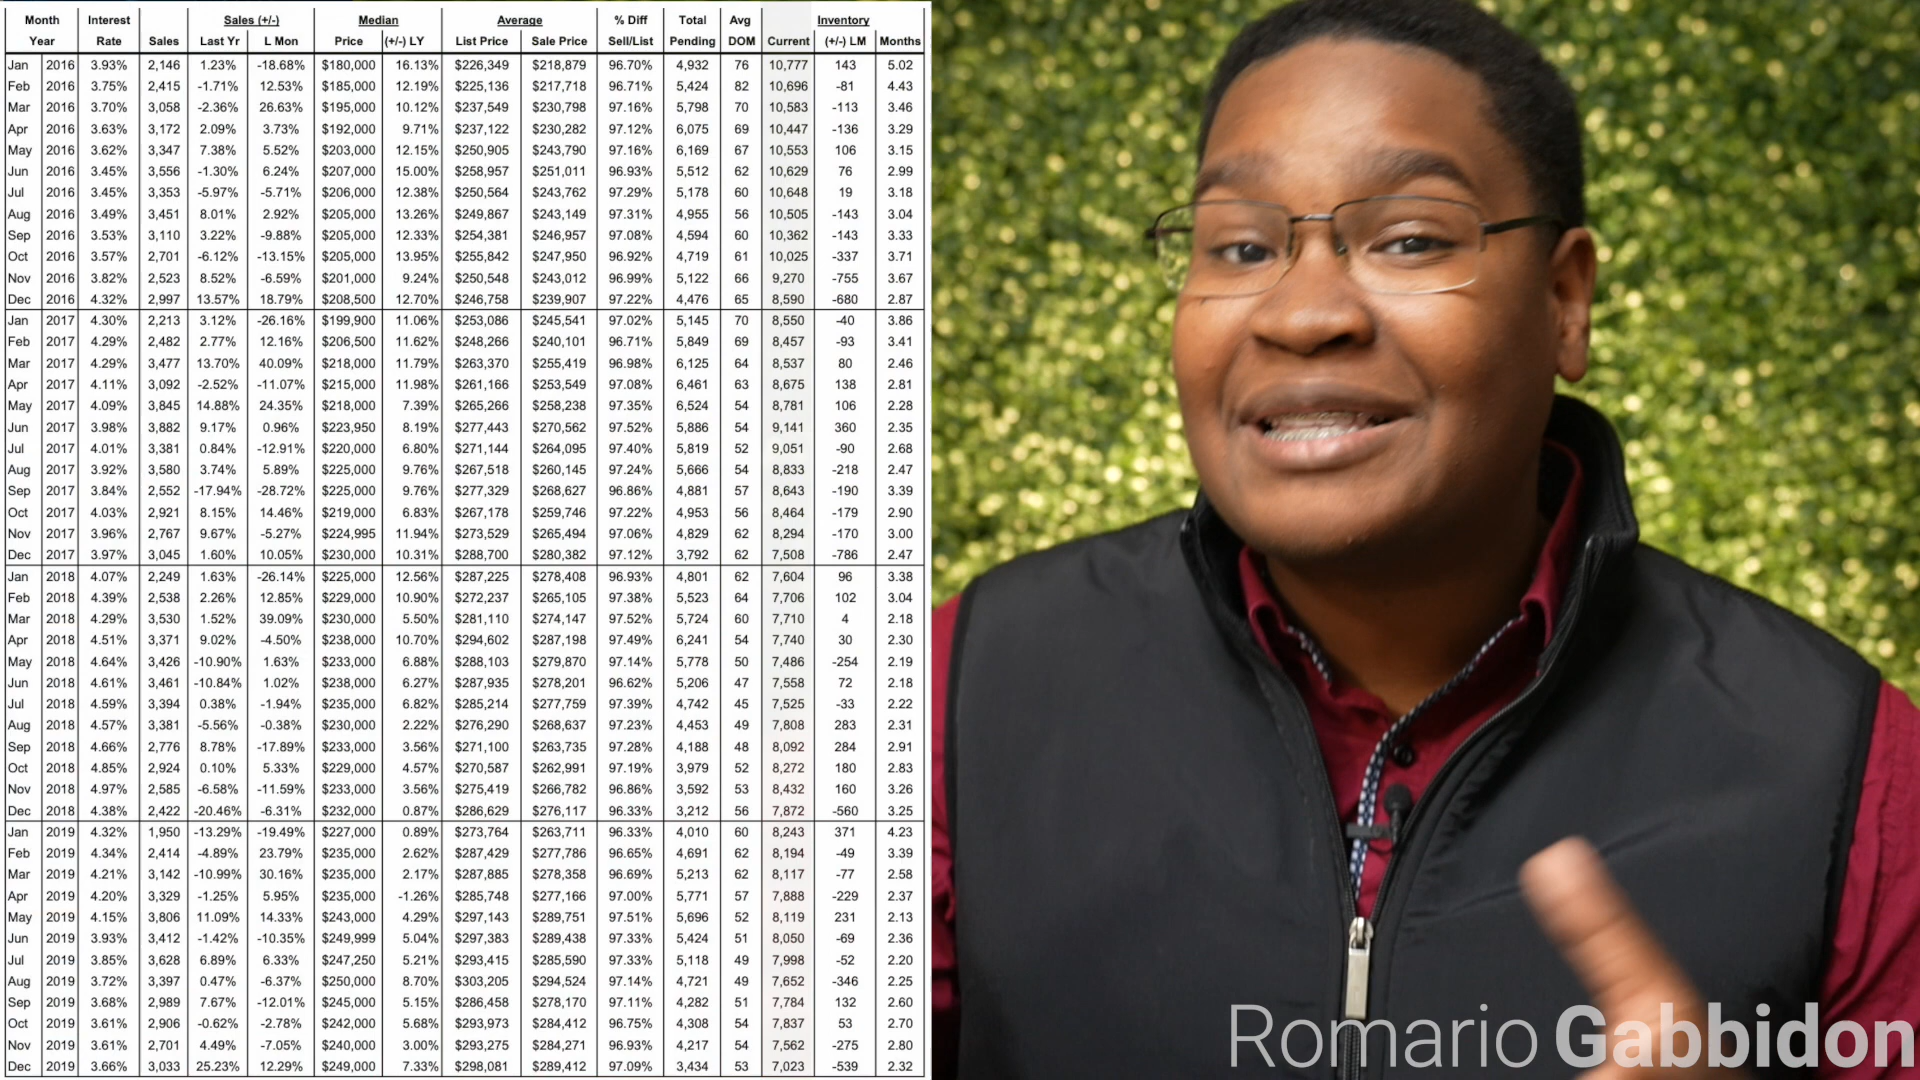 Month Interest Sales (+/-) Median Average % Diff Total Avg Inventory
Year Rate Sales Last Yr L Mon Price (+/-) LY List Price Sale Price Sell/List Pending DOM Current (+/-) LM Months
Jan 2016 3.93% 2,146 1.23% -18.68% $180,000 16.13% $226,349 $218,879 96.70% 4,932 76 10,777 143 5.02
Feb 2016 3.75% 2,415 -1.71% 12.53% $185,000 12.19% $225,136 $217,718 96.71% 5,424 82 10,696 -81 4.43
Mar 2016 3.70% 3,058 -2.36% 26.63% $195,000 10.12% $237,549 $230,798 97.16% 5,798 70 10,583 -113 3.46
Apr 2016 3.63% 3,172 2.09% 3.73% $192,000 9.71% $237,122 $230,282 97.12% 6,075 69 10,447 -136 3.29
May 2016 3.62% 3,347 7.38% 5.52% $203,000 12.15% $250,905 $243,790 97.16% 6,169 67 10,553 106 3.15
Jun 2016 3.45% 3,556 -1.30% 6.24% $207,000 15.00% $258,957 $251,011 96.93% 5,512 62 10,629 76 2.99
Jul 2016 3.45% 3,353 -5.97% -5.71% $206,000 12.38% $250,564 $243,762 97.29% 5,178 60 10,648 19 3.18
Aug 2016 3.49% 3,451 8.01% 2.92% $205,000 13.26% $249,867 $243,149 97.31% 4,955 56 10,505 -143 3.04
Sep 2016 3.53% 3,110 3.22% -9.88% $205,000 12.33% $254,381 $246,957 97.08% 4,594 60 10,362 -143 3.33
Oct 2016 3.57% 2,701 -6.12% -13.15% $205,000 13.95% $255,842 $247,950 96.92% 4,719 61 10,025 -337 3.71
Nov 2016 3.82% 2,523 8.52% -6.59% $201,000 9.24% $250,548 $243,012 96.99% 5,122 66 9,270 -755 3.67
Dec 2016 4.32% 2,997 13.57% 18.79% $208,500 12.70% $246,758 $239,907 97.22% 4,476 65 8,590 -680 2.87
Jan 2017 4.30% 2,213 3.12% -26.16% $199,900 11.06% $253,086 $245,541 97.02% 5,145 70 8,550 -40 3.86
Feb 2017 4.29% 2,482 2.77% 12.16% $206,500 11.62% $248,266 $240,101 96.71% 5,849 69 8,457 -93 3.41
Mar 2017 4.29% 3,477 13.70% 40.09% $218,000 11.79% $263,370 $255,419 96.98% 6,125 64 8,537 80 2.46
Apr 2017 4.11% 3,092 -2.52% -11.07% $215,000 11.98% $261,166 $253,549 97.08% 6,461 63 8,675 138 2.81
May 2017 4.09% 3,845 14.88% 24.35% $218,000 7.39% $265,266 $258,238 97.35% 6,524 54 8,781 106 2.28
Jun 2017 3.98% 3,882 9.17% 0.96% $223,950 8.19% $277,443 $270,562 97.52% 5,886 54 9,141 360 2.35
Jul 2017 4.01% 3,381 0.84% -12.91% $220,000 6.80% $271,144 $264,095 97.40% 5,819 52 9,051 -90 2.68
Aug 2017 3.92% 3,580 3.74% 5.89% $225,000 9.76% $267,518 $260,145 97.24% 5,666 54 8,833 -218 2.47
Sep 2017 3.84% 2,552 -17.94% -28.72% $225,000 9.76% $277,329 $268,627 96.86% 4,881 57 8,643 -190 3.39
Oct 2017 4.03% 2,921 8.15% 14.46% $219,000 6.83% $267,178 $259,746 97.22% 4,953 56 8,464 -179 2.90
Nov 2017 3.96% 2,767 9.67% -5.27% $224,995 11.94% $273,529 $265,494 97.06% 4,829 62 8,294 -170 3.00
Dec 2017 3.97% 3,045 1.60% 10.05% $230,000 10.31% $288,700 $280,382 97.12% 3,792 62 7,508 -786 2.47
Jan 2018 4.07% 2,249 1.63% -26.14% $225,000 12.56% $287,225 $278,408 96.93% 4,801 62 7,604 96 3.38
Feb 2018 4.39% 2,538 2.26% 12.85% $229,000 10.90% $272,237 $265,105 97.38% 5,523 64 7,706 102 3.04
Mar 2018 4.29% 3,530 1.52% 39.09% $230,000 5.50% $281,110 $274,147 97.52% 5,724 60 7,710 4 2.18
Apr 2018 4.51% 3,371 9.02% -4.50% $238,000 10.70% $294,602 $287,198 97.49% 6,241 54 7,740 30 2.30
May 2018 4.64% 3,426 -10.90% 1.63% $233,000 6.88% $288,103 $279,870 97.14% 5,778 50 7,486 -254 2.19
Jun 2018 4.61% 3,461 -10.84% 1.02% $238,000 6.27% $287,935 $278,201 96.62% 5,206 47 7,558 72 2.18
Jul 2018 4.59% 3,394 0.38% -1.94% $235,000 6.82% $285,214 $277,759 97.39% 4,742 45 7,525 -33 2.22
Aug 2018 4.57% 3,381 -5.56% -0.38% $230,000 2.22% $276,290 $268,637 97.23% 4,453 49 7,808 283 2.31
Sep 2018 4.66% 2,776 8.78% -17.89% $233,000 3.56% $271,100 $263,735 97.28% 4,188 48 8,092 284 2.91
Oct 2018 4.85% 2,924 0.10% 5.33% $229,000 4.57% $270,587 $262,991 97.19% 3,979 52 8,272 180 2.83
Nov 2018 4.97% 2,585 -6.58% -11.59% $233,000 3.56% $275,419 $266,782 96.86% 3,592 53 8,432 160 3.26
Dec 2018 4.38% 2,422 -20.46% -6.31% $232,000 0.87% $286,629 $276,117 96.33% 3,212 56 7,872 -560 3.25
Jan 2019 4.32% 1,950 -13.29% -19.49% $227,000 0.89% $273,764 $263,711 96.33% 4,010 60 8,243 371 4.23
Feb 2019 4.34% 2,414 -4.89% 23.79% $235,000 2.62% $287,429 $277,786 96.65% 4,691 62 8,194 -49 3.39
Mar 2019 4.21% 3,142 -10.99% 30.16% $235,000 2.17% $287,885 $278,358 96.69% 5,213 62 8,117 -77 2.58
Apr 2019 4.20% 3,329 -1.25% 5.95% $235,000 -1.26% $285,748 $277,166 97.00% 5,771 57 7,888 -229 2.37
May 2019 4.15% 3,806 11.09% 14.33% $243,000 4.29% $297,143 $289,751 97.51% 5,696 52 8,119 231 2.13
Jun 2019 3.93% 3,412 -1.42% -10.35% $249,999 5.04% $297,383 $289,438 97.33% 5,424 51 8,050 -69 2.36
Jul 2019 3.85% 3,628 6.89% 6.33% $247,250 5.21% $293,415 $285,590 97.33% 5,118 49 7,998 -52 2.20
Aug 2019 3.72% 3,397 0.47% -6.37% $250,000 8.70% $303,205 $294,524 97.14% 4,721 49 7,652 -346 2.25
Sep 2019 3.68% 2,989 7.67% -12.01% $245,000 5.15% $286,458 $278,170 97.11% 4,282 51 7,784 132 2.60
Oct 2019 3.61% 2,906 -0.62% -2.78% $242,000 5.68% $293,973 $284,412 96.75% 4,308 54 7,837 53 2.70
Nov 2019 3.61% 2,701 4.49% -7.05% $240,000 3.00% $293,275 $284,271 96.93% 4,217 54 7,562 -275 2.80
Dec 2019 3.66% 3,033 25.23% 12.29% $249,000 7.33% $298,081 $289,412 97.09% 3,434 53 7,023 -539 2.32
Romario Gabbidon